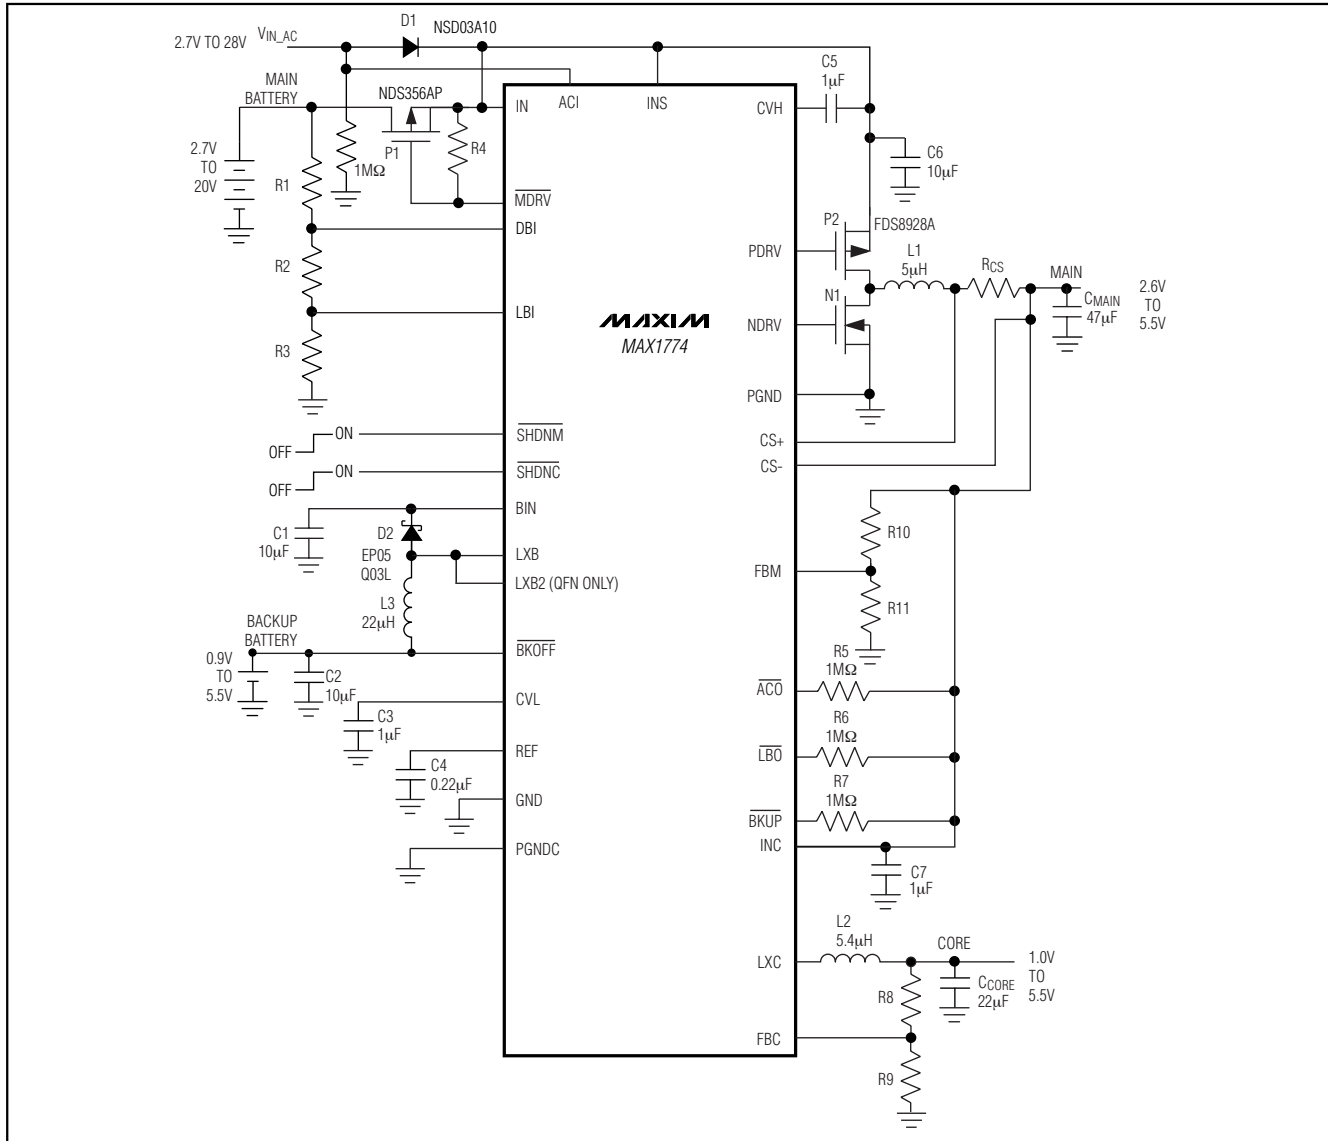 D1
NSD03A10
2.7V TO 28V
VIN_AC
MAIN
BATTERY
NDS356AP
P1
R4
1MΩ
2.7V
TO
20V
R1
R2
R3
IN
ACI
INS
CVH
C5
1µF
C6
10µF
MDRV
DBI
LBI
PDRV
P2
FDS8928A
L1
5µH
RCS
MAIN
CMAIN
47µF
2.6V
TO
5.5V
N1
NDRV
MAXIM
MAX1774
PGND
CS+
CS-
OFF
ON
SHDNM
OFF
ON
SHDNC
BIN
C1
10µF
D2
EP05
Q03L
LXB
LXB2 (QFN ONLY)
L3
22µH
BACKUP
BATTERY
BKOFF
0.9V
TO
5.5V
C2
10µF
CVL
C3
1µF
REF
C4
0.22µF
GND
PGNDC
R10
FBM
R11
R5
1MΩ
ACO
R6
1MΩ
LBO
R7
1MΩ
BKUP
INC
C7
1µF
LXC
L2
5.4µH
CORE
CCORE
22µF
1.0V
TO
5.5V
R8
FBC
R9